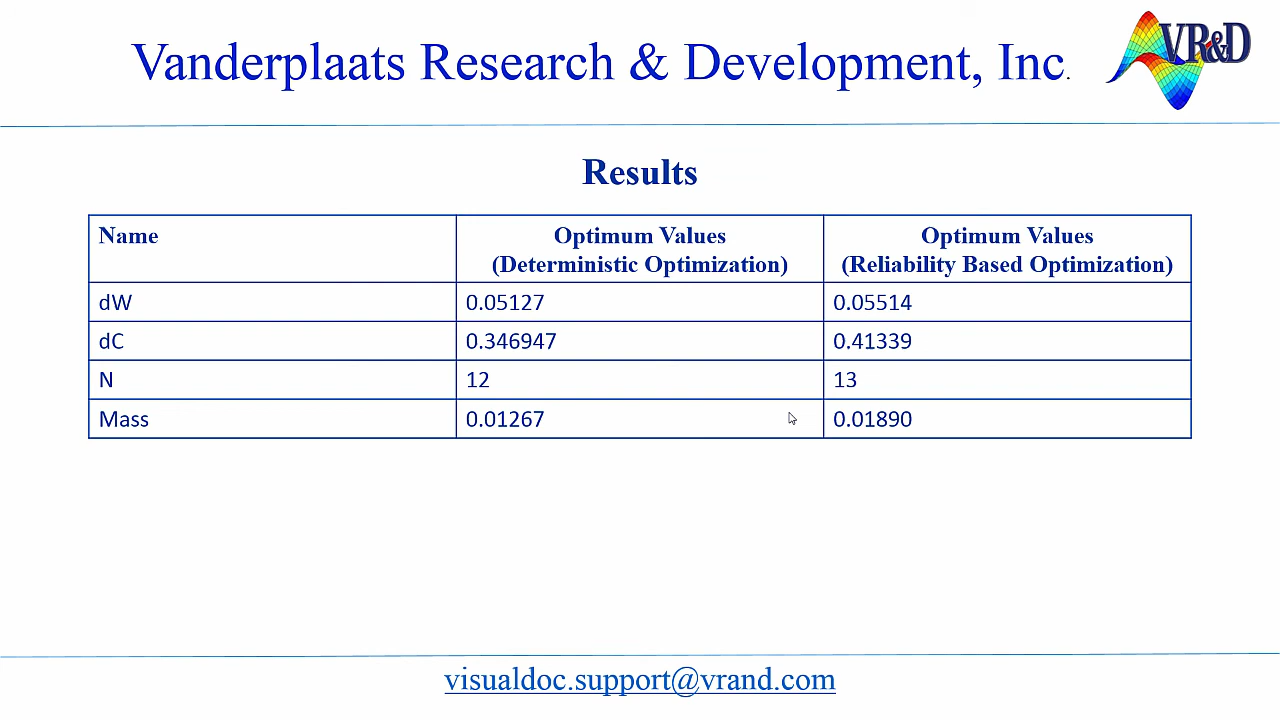 Vanderplaats Research & Development, Inc.
VR&D
Results
Name
Optimum Values
(Deterministic Optimization)
Optimum Values
(Reliability Based Optimization)
dW 0.05127 0.05514
dC 0.346947 0.41339
N 12 13
Mass 0.01267 0.01890
visualdoc.support@vrand.com